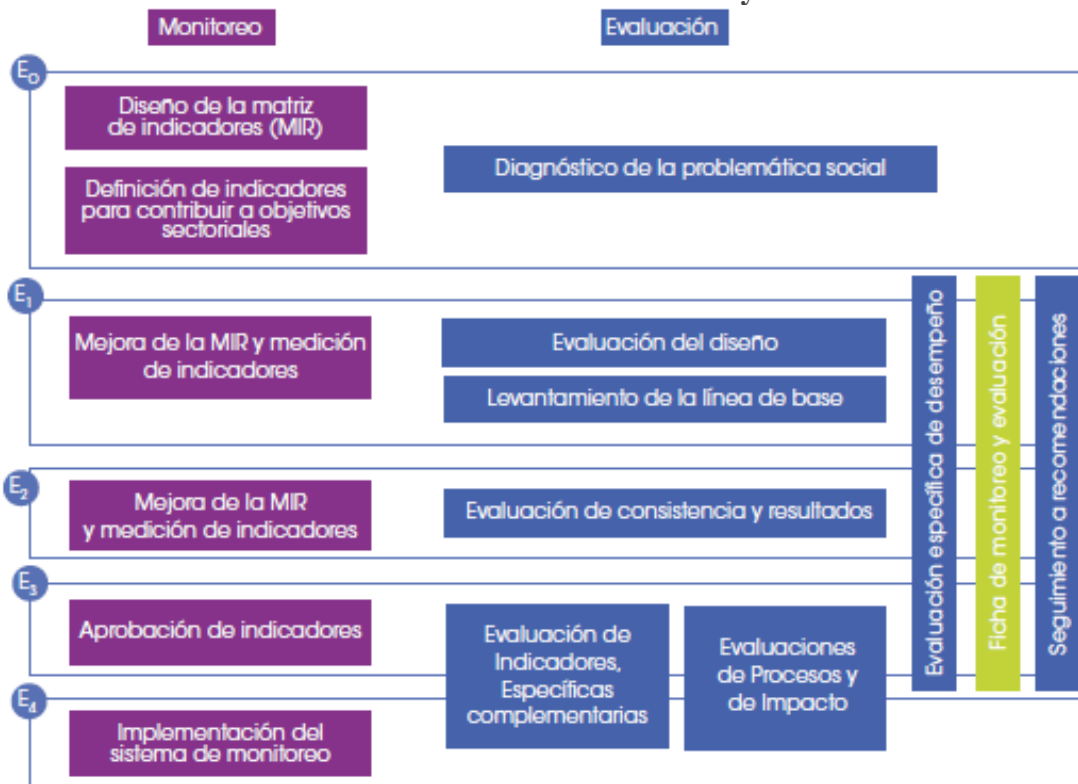 y
Monitoreo
Evaluación
E0
Diseño de la matriz
de indicadores (MIR)
Definición de indicadores
para contribuir a objetivos
sectoriales
Diagnóstico de la problemática social
E1
Mejora de la MIR y medición
de indicadores
Evaluación del diseño
Levantamiento de la línea de base
E2
Mejora de la MIR
y medición de indicadores
Evaluación de consistencia y resultados
E3
Aprobación de indicadores
Evaluación de
Indicadores,
Específicas
complementarias
Evaluaciones
de Procesos y
de Impacto
E4
Implementación del
sistema de monitoreo
Evaluación específica de desempeño
Ficha de monitoreo y evaluación
Seguimiento a recomendaciones